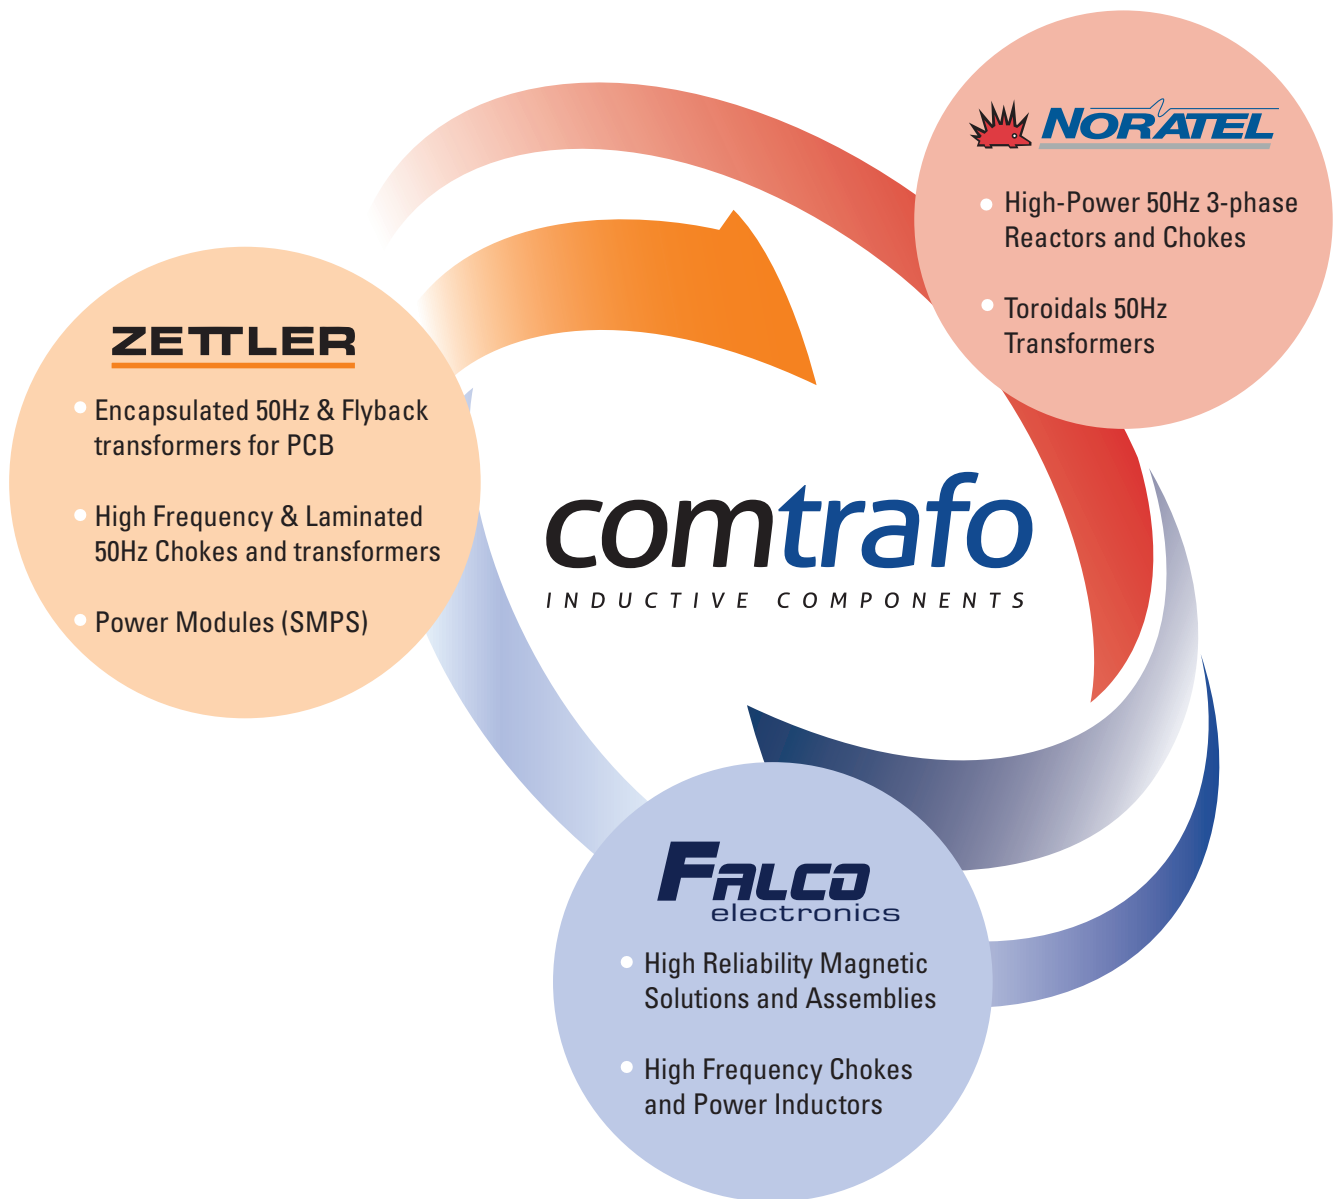 NORATEL
• High-Power 50Hz 3-phase
Reactors and Chokes
• Toroidals 50Hz
Transformers
ZETTLER
• Encapsulated 50Hz & Flyback
transformers for PCB
• High Frequency & Laminated
50Hz Chokes and transformers
• Power Modules (SMPS)
comtrafo
INDUCTIVE COMPONENTS
FALCO
electronics
• High Reliability Magnetic
Solutions and Assemblies
• High Frequency Chokes
and Power Inductors